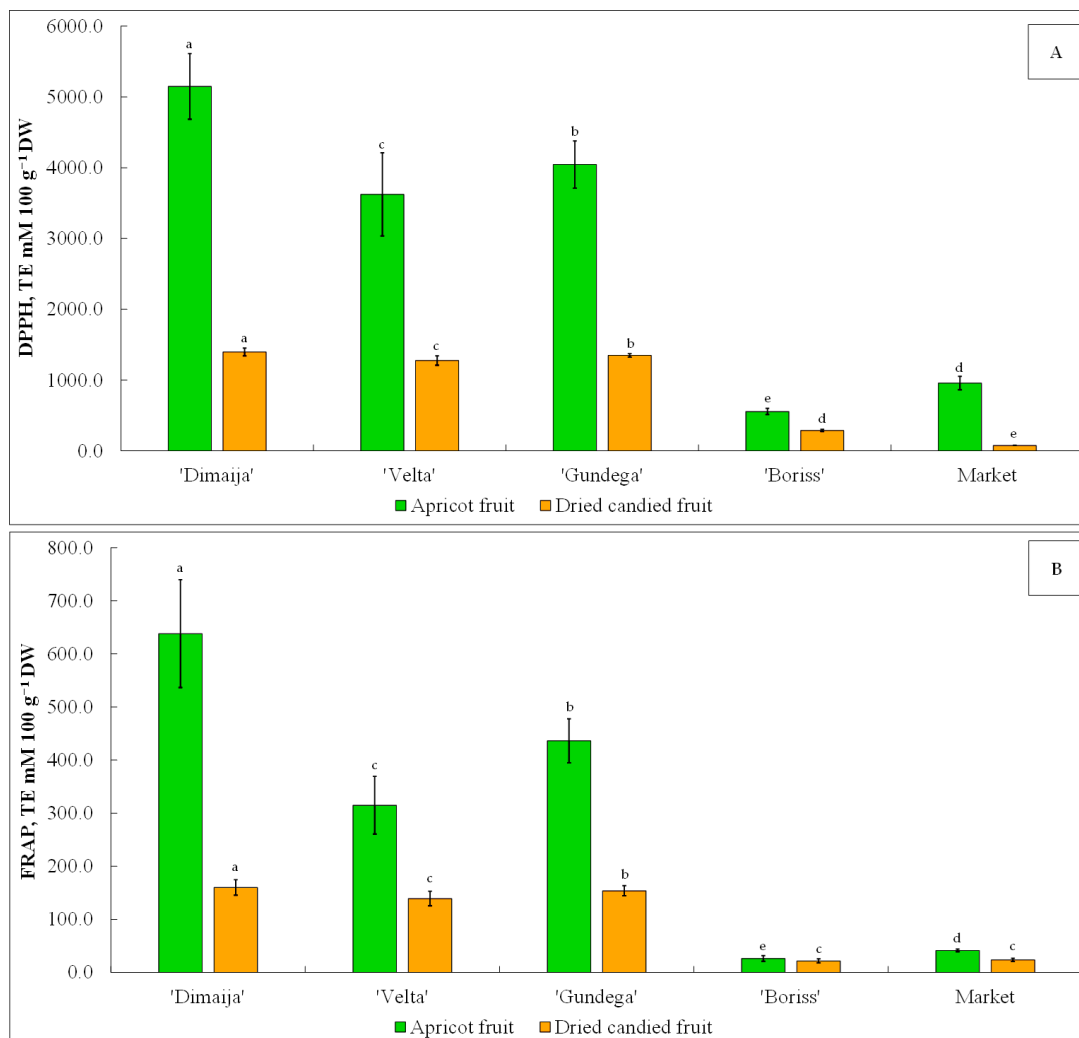 A
DPPH, TE mM 100 g⁻¹ DW
6000.0
5000.0
4000.0
3000.0
2000.0
1000.0
0.0
a
a
c
c
b
b
e
d
d
e
'Dimaija'
'Velta'
'Gundega'
'Boriss'
Market
Apricot fruit
Dried candied fruit
B
FRAP, TE mM 100 g⁻¹ DW
800.0
700.0
600.0
500.0
400.0
300.0
200.0
100.0
0.0
a
a
c
c
b
b
e
c
d
c
'Dimaija'
'Velta'
'Gundega'
'Boriss'
Market
Apricot fruit
Dried candied fruit